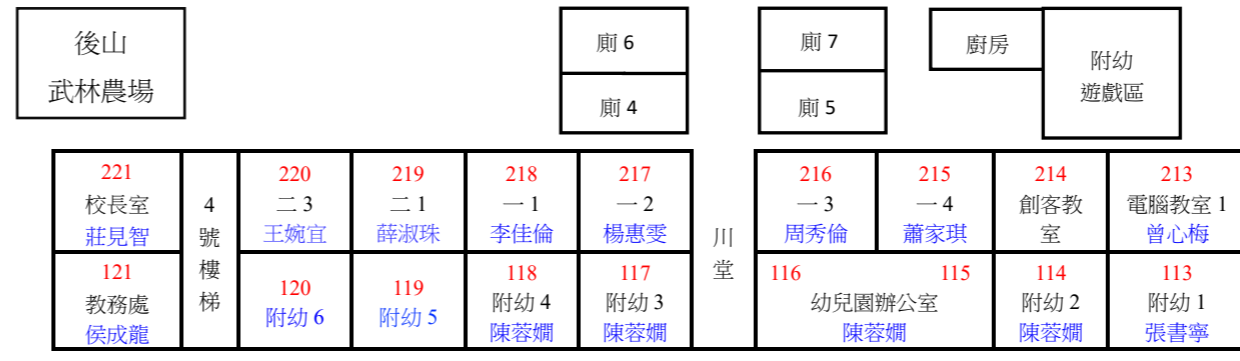 後山
武林農場
廁 6
廁 4
廁 7
廁 5
廚房
附幼
遊戲區
221
校長室
莊見智
4
號
樓
梯
220
二 3
王婉宜
219
二 1
薛淑珠
218
一 1
李佳倫
217
一 2
楊惠雯
川
堂
216
一 3
周秀倫
215
一 4
蕭家琪
214
創客教
室
213
電腦教室 1
曾心梅
121
教務處
侯成龍
120
附幼 6
119
附幼 5
118
附幼 4
陳蓉嫺
117
附幼 3
陳蓉嫺
116 115
幼兒園辦公室
陳蓉嫺
114
附幼 2
陳蓉嫺
113
附幼 1
張書寧